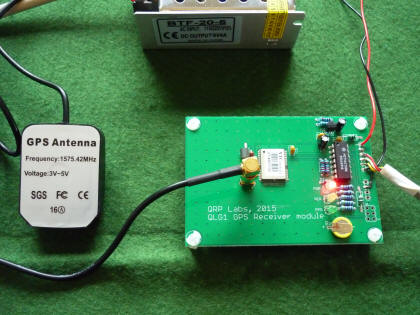 BTF-20-5
GPS Antenna
Frequency:1575.42MHz
Voltage:3V~5V
SGS FC CE
16A
QRP Labs, 2015
QLG1 GPS Receiver module